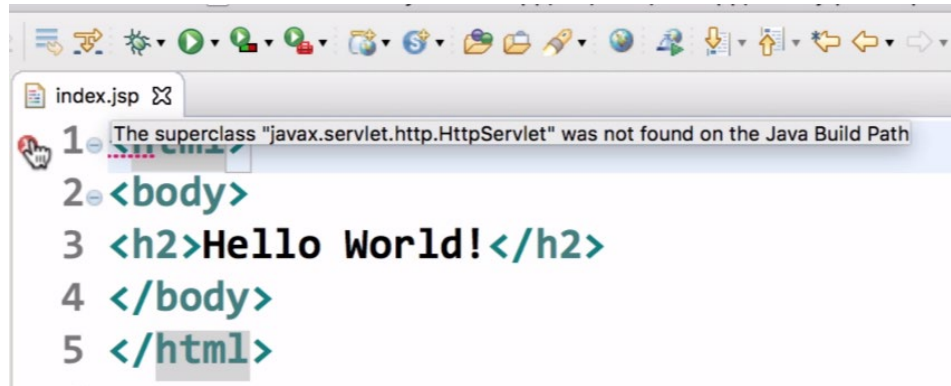 index.jsp
The superclass "javax.servlet.http.HttpServlet" was not found on the Java Build Path
1 <html>
2 <body>
3 <h2>Hello World!</h2>
4 </body>
5 </html>